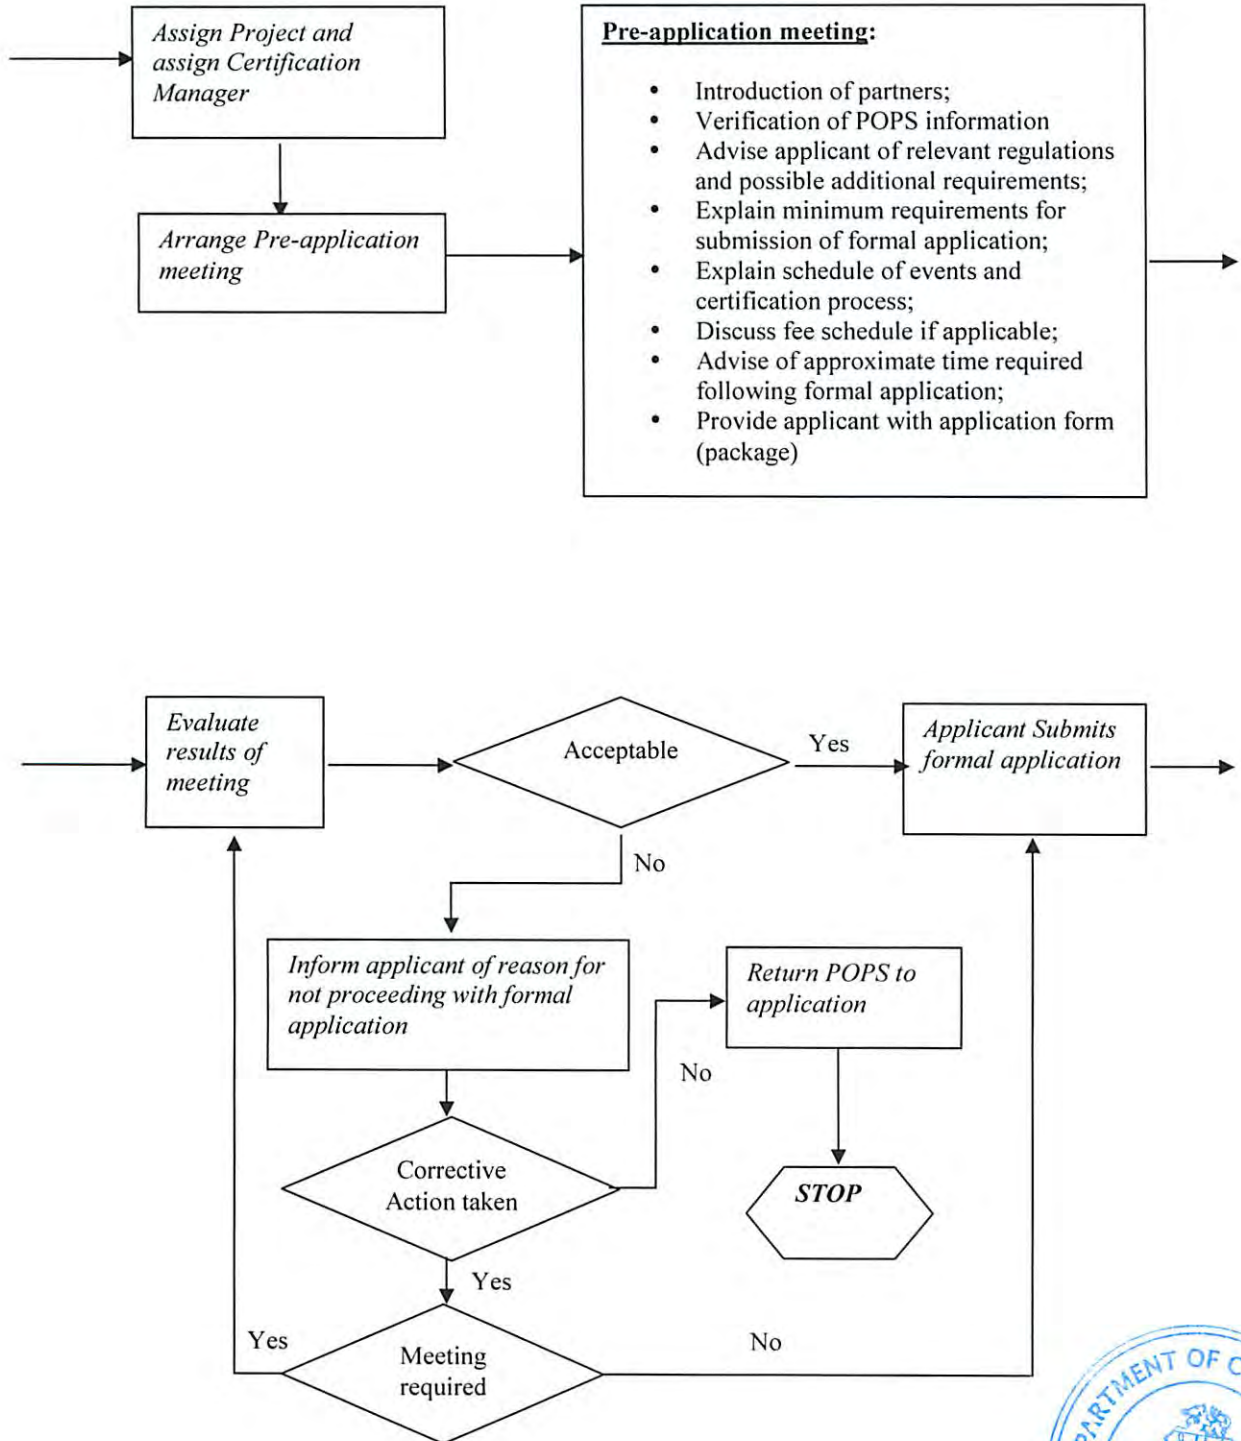 Assign Project and
assign Certification
Manager
Pre-application meeting:
• Introduction of partners;
• Verification of POPS information
• Advise applicant of relevant regulations
and possible additional requirements;
• Explain minimum requirements for
submission of formal application;
• Explain schedule of events and
certification process;
• Discuss fee schedule if applicable;
• Advise of approximate time required
following formal application;
• Provide applicant with application form
(package)
Arrange Pre-application
meeting
Evaluate
results of
meeting
Acceptable
Yes
Applicant Submits
formal application
No
Inform applicant of reason for
not proceeding with formal
application
Return POPS to
application
No
Corrective
Action taken
STOP
Yes
Yes
Meeting
required
No
PARTMENT OF C